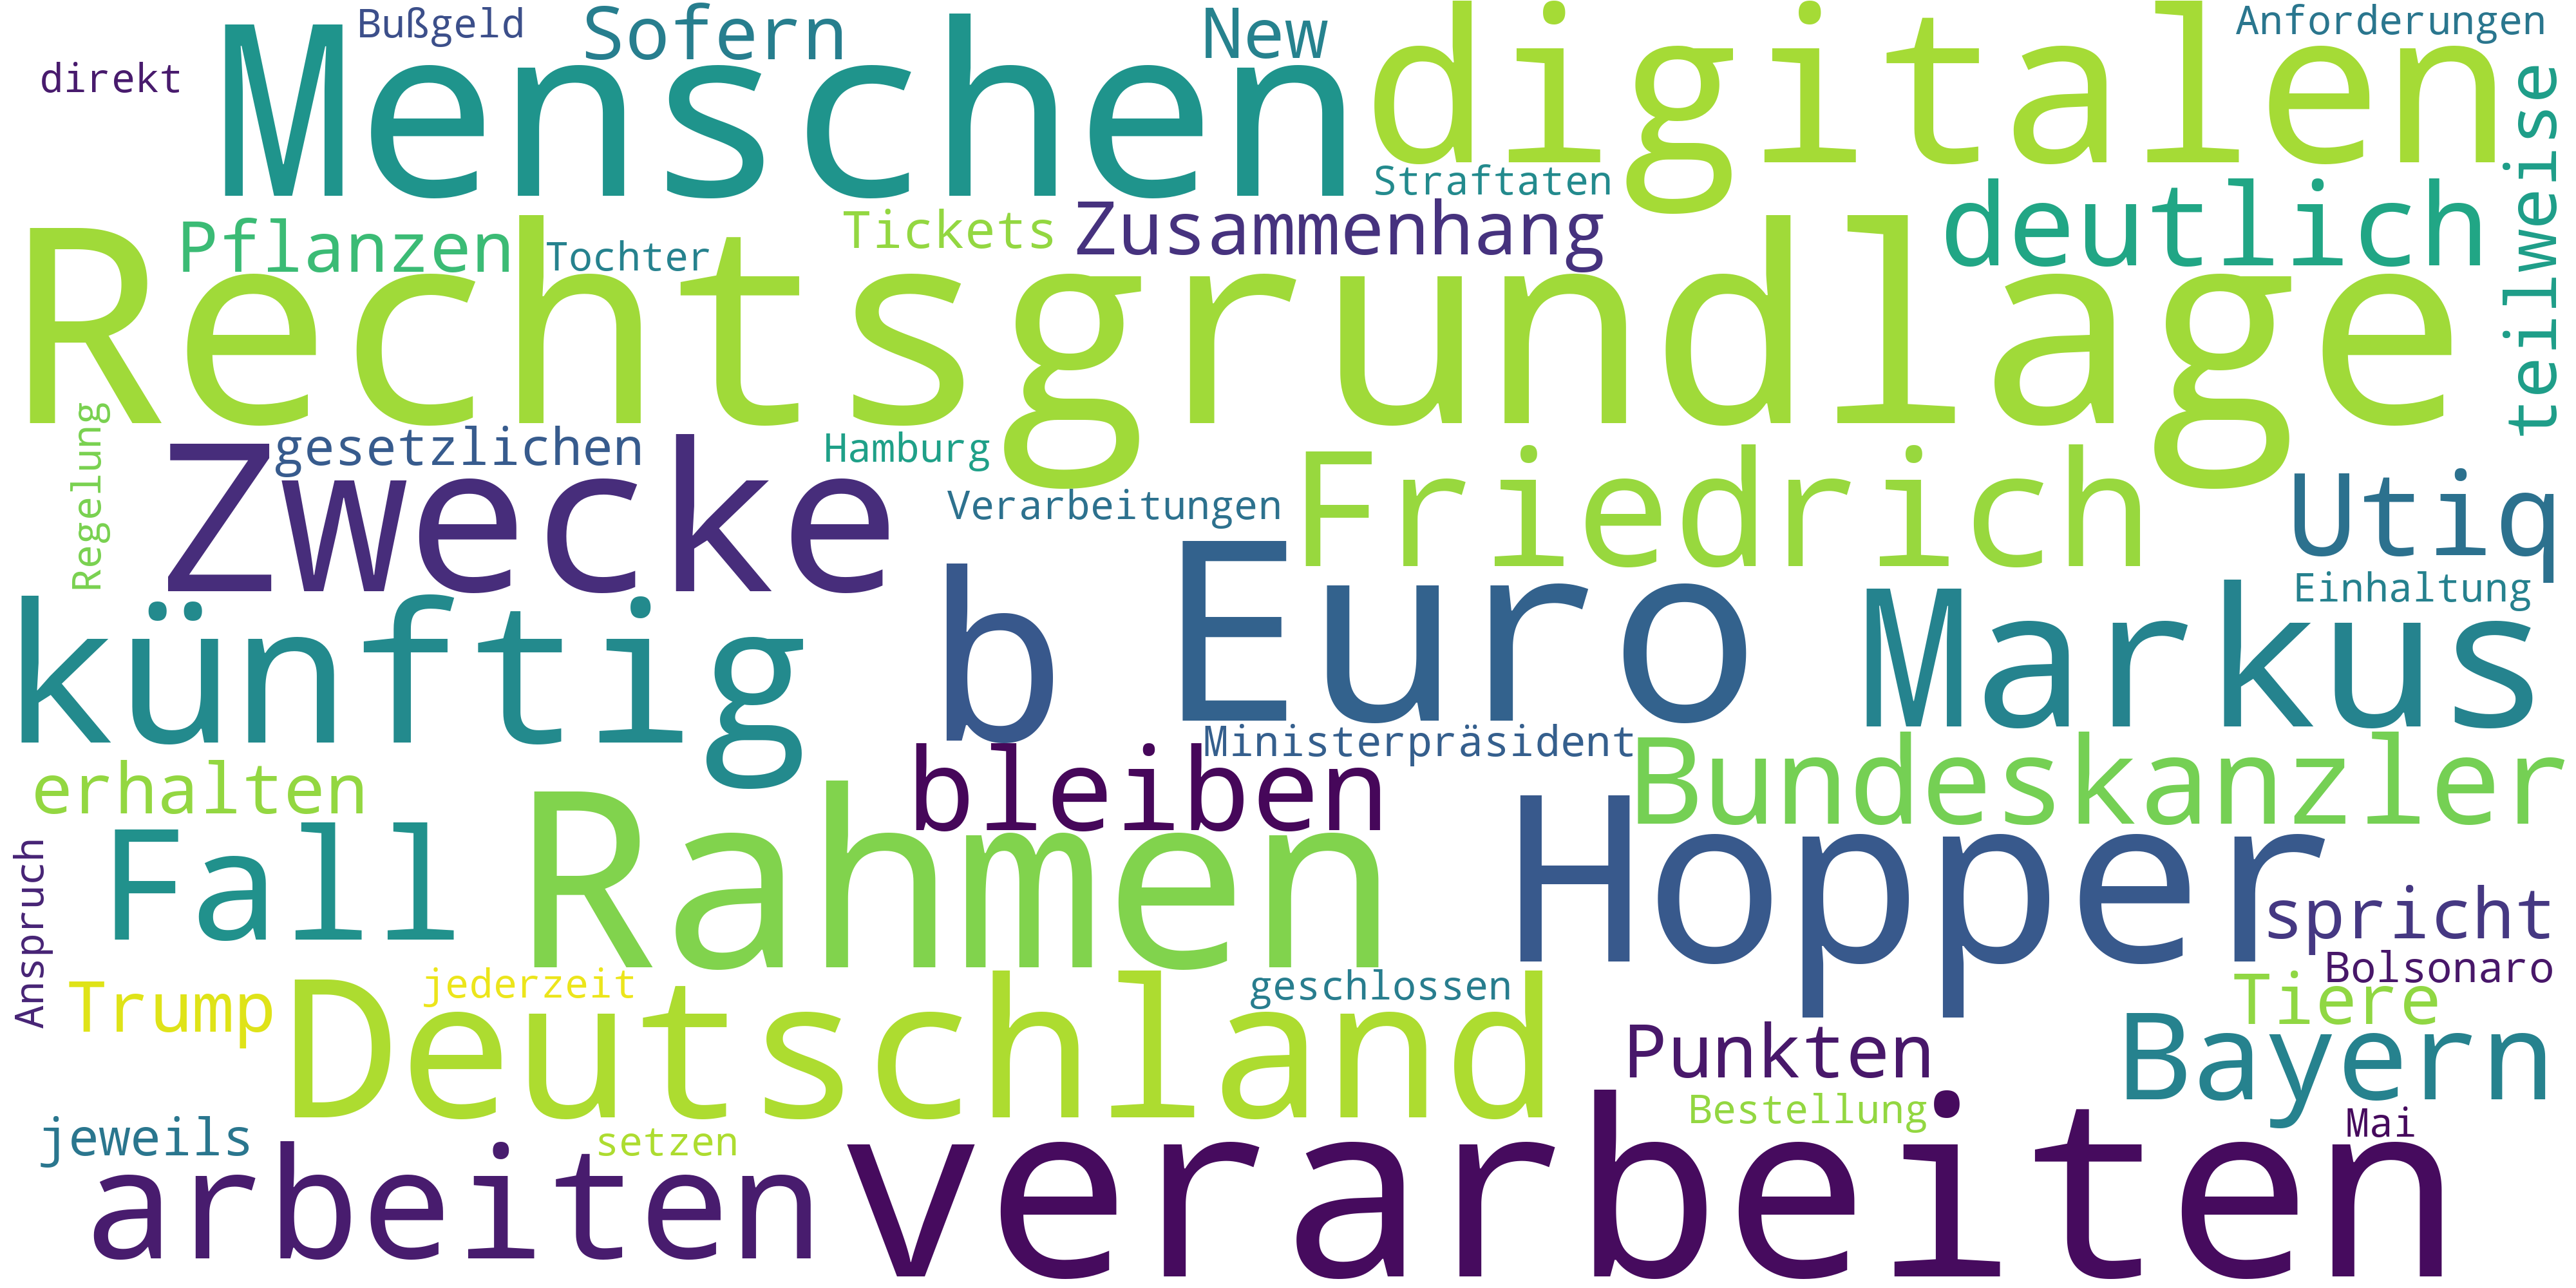 Bußgeld
Sofern
New
Anforderungen
direkt
Menschen
digitalen
teilweise
Straftaten
Pflanzen
Tochter
Tickets
Zusammenhang
deutlich
Rechtsgrundlage
Regelung
gesetzlichen
Hamburg
Zwecke
Verarbeitungen
Friedrich
Utiq
Einhaltung
künftig
b
Euro
Markus
Ministerpräsident
erhalten
bleiben
Bundeskanzler
Anspruch
Fall
Rahmen
Hopper
spricht
Bolsonaro
Trump
jederzeit
geschlossen
Tiere
Deutschland
Punkten
Bayern
jeweils
setzen
Bestellung
Mai
arbeiten
verarbeiten